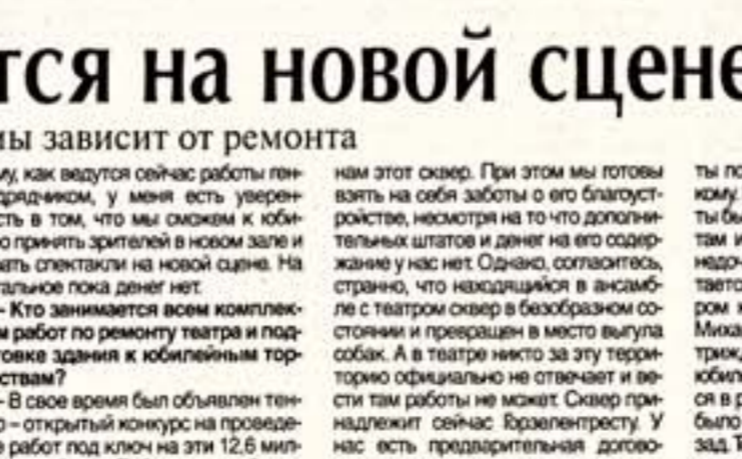 тся на новой сцене
мы зависит от ремонта
му, как ведутся сейчас работы ген-
дрядчиком, у меня есть уверен-
сть в том, что мы сможем к юби-
ю принять зрителей в новом зале и
рать спектакли на новой сцене. На
тальное пока денег нет.
– Кто занимается всем комплек-
м работ по ремонту театра и под-
товке здания к юбилейным тор-
ствам?
– В свое время был объявлен тен-
р – открытый конкурс на проведе-
е работ под ключ на эти 12,6 мил-
нам этот сквер. При этом мы готовы
взять на себя заботы о его благоуст-
ройстве, несмотря на то что дополни-
тельных штатов и денег на его содер-
жание у нас нет. Однако, согласитесь,
странно, что находящийся в ансамб-
ле с театром сквер в безобразном со-
стоянии и превращен в место выгула
собак. А в театре никто за эту терри-
торию официально не отвечает и ве-
сти там работы не может. Сквер при-
надлежит сейчас Горзелентресту. У
нас есть предварительная догово-
ты по
кому.
ты бы
там и
недо
таетс
ром к
Миха
триж
юбил
ся в р
было
зад. Т